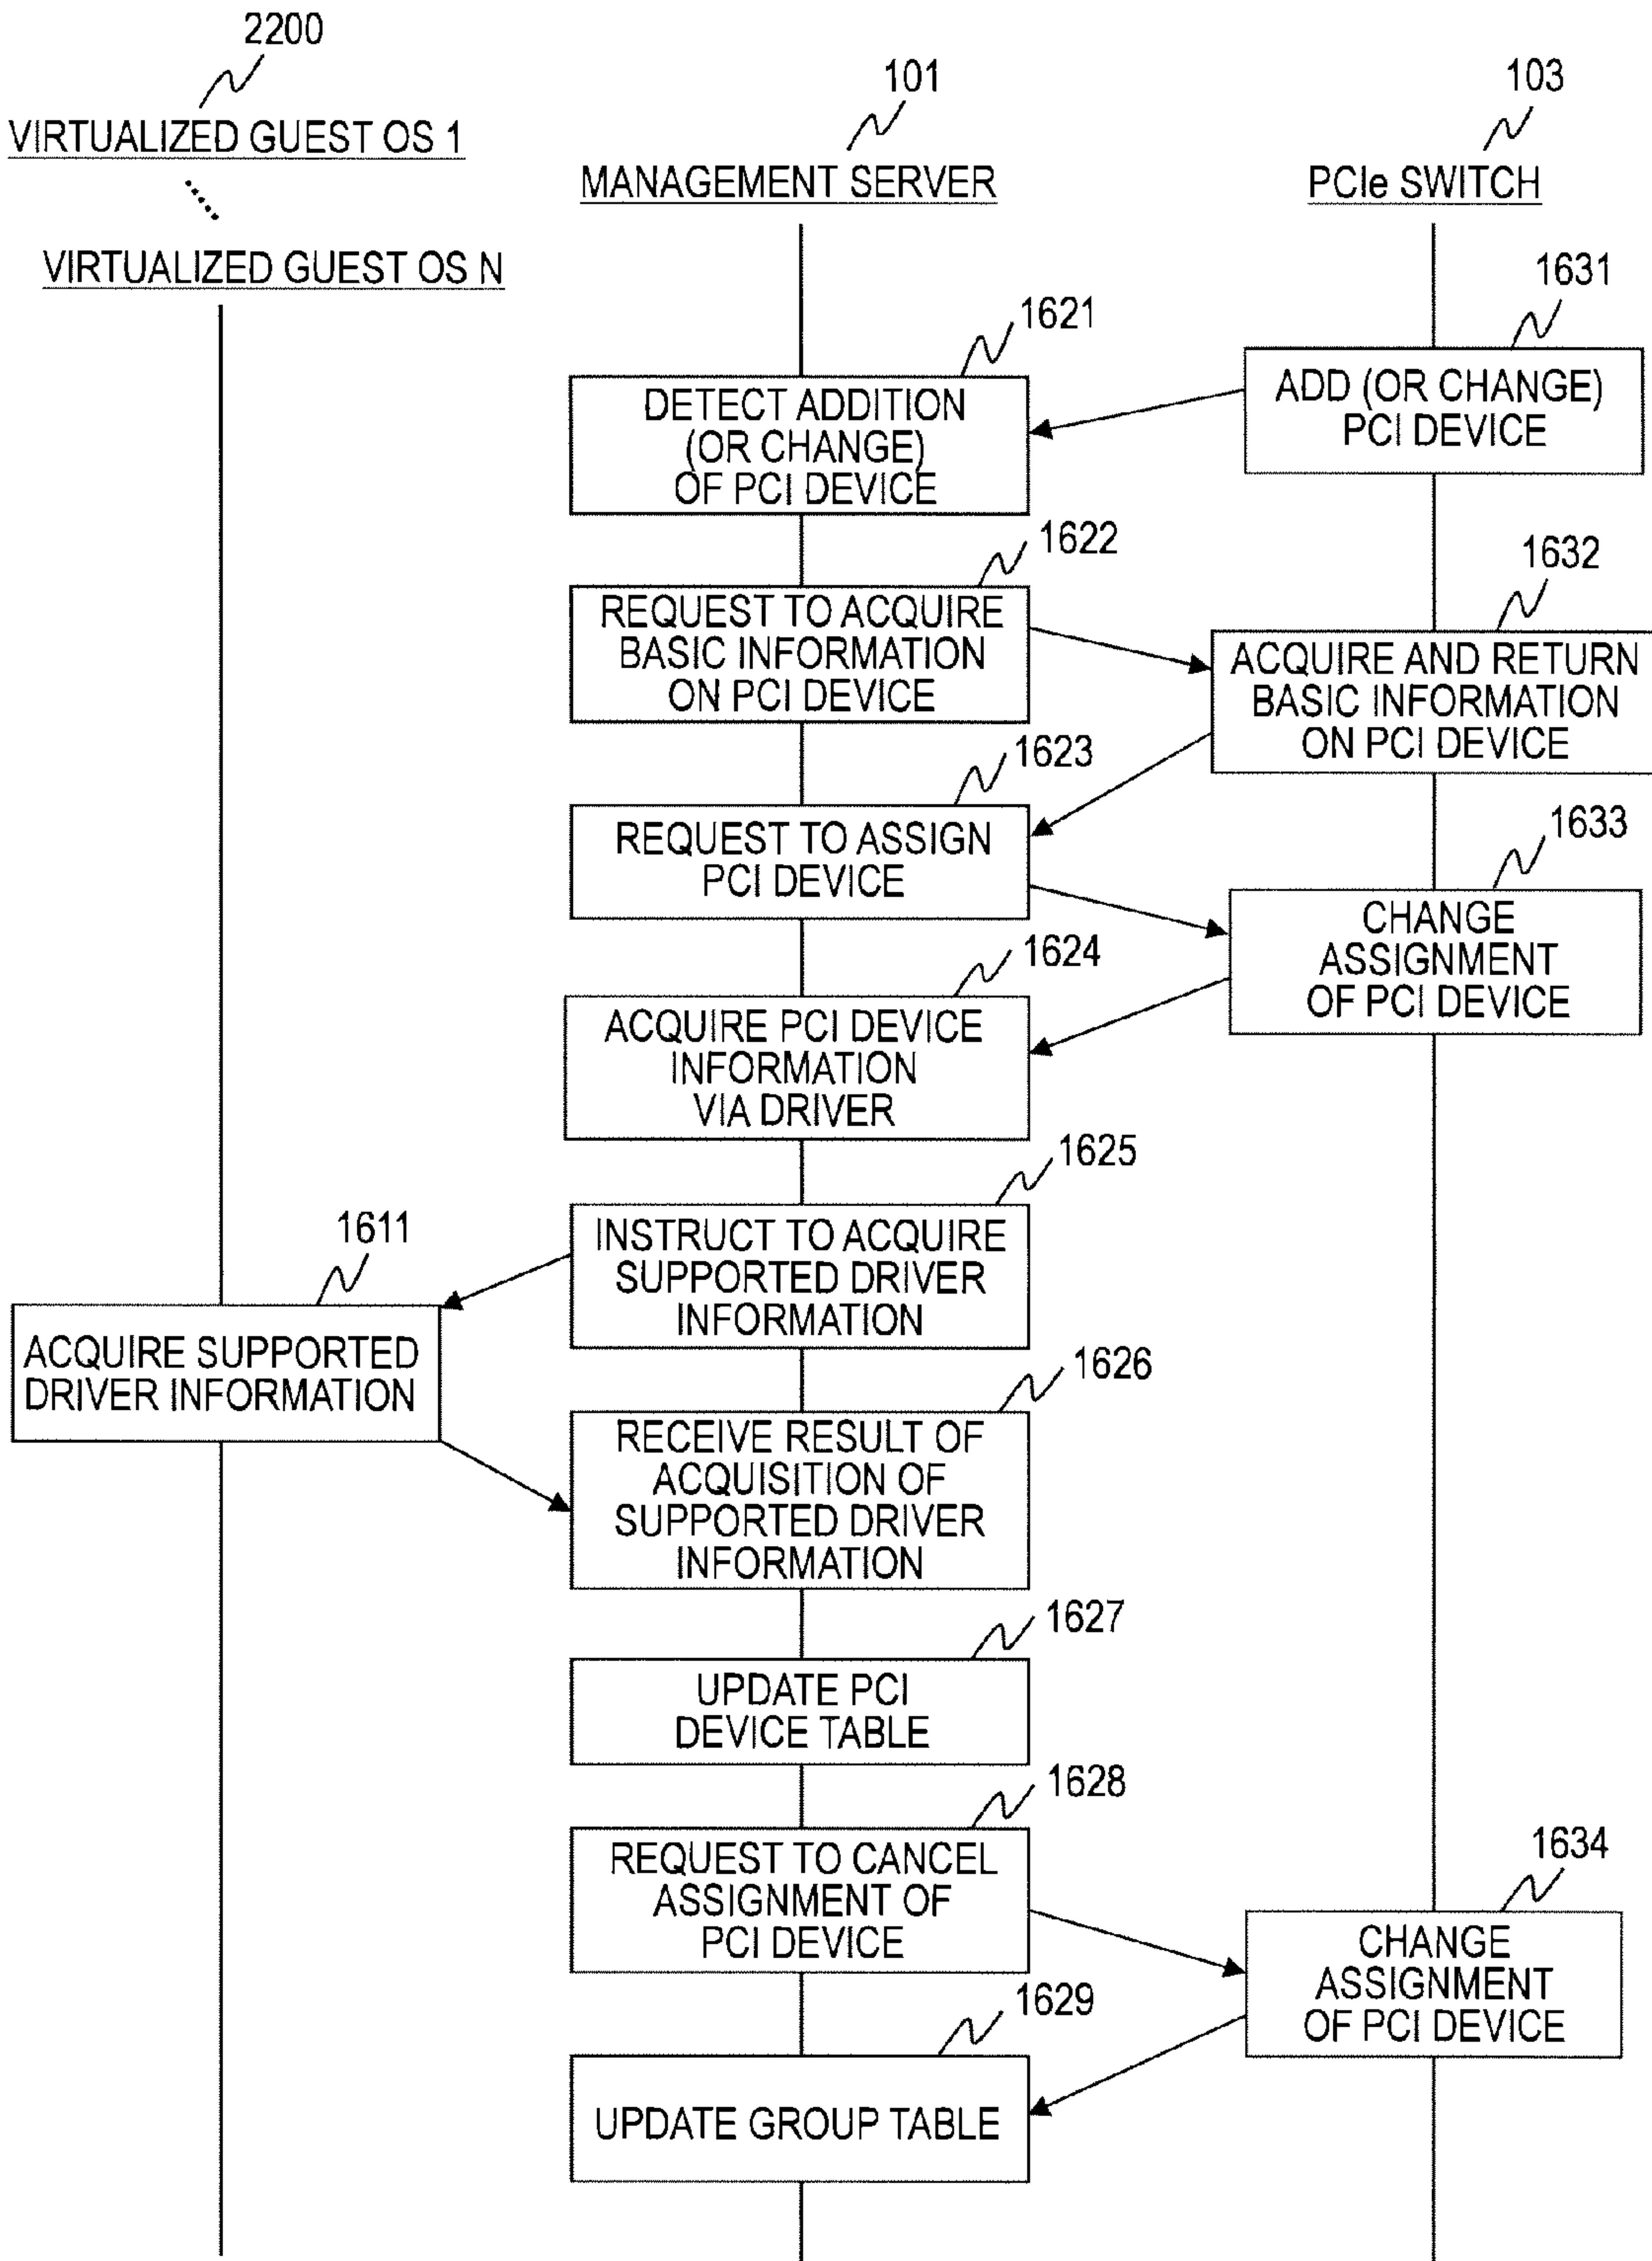 2200
VIRTUALIZED GUEST OS 1
VIRTUALIZED GUEST OS N
101
MANAGEMENT SERVER
103
PCIe SWITCH
1631
ADD (OR CHANGE)
PCI DEVICE
1621
DETECT ADDITION
(OR CHANGE)
OF PCI DEVICE
1622
REQUEST TO ACQUIRE
BASIC INFORMATION
ON PCI DEVICE
1632
ACQUIRE AND RETURN
BASIC INFORMATION
ON PCI DEVICE
1623
REQUEST TO ASSIGN
PCI DEVICE
1633
CHANGE
ASSIGNMENT
OF PCI DEVICE
1624
ACQUIRE PCI DEVICE
INFORMATION
VIA DRIVER
1625
INSTRUCT TO ACQUIRE
SUPPORTED DRIVER
INFORMATION
1611
ACQUIRE SUPPORTED
DRIVER INFORMATION
1626
RECEIVE RESULT OF
ACQUISITION OF
SUPPORTED DRIVER
INFORMATION
1627
UPDATE PCI
DEVICE TABLE
1628
REQUEST TO CANCEL
ASSIGNMENT OF
PCI DEVICE
1634
CHANGE
ASSIGNMENT
OF PCI DEVICE
1629
UPDATE GROUP TABLE